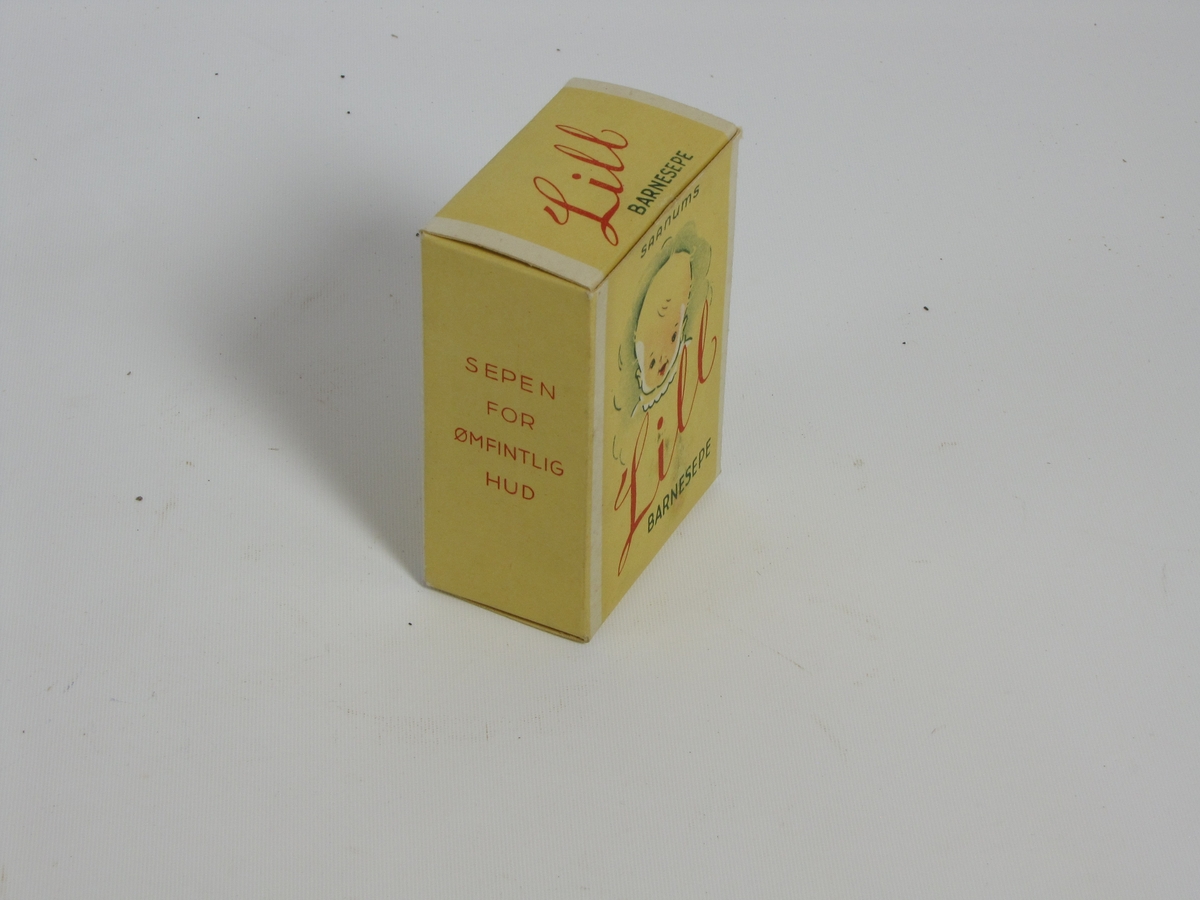 Lill
BARNESEPE
SEPEN
FOR
ØMFINTLIG
HUD
SAANUMS
Lill
BARNESEPE